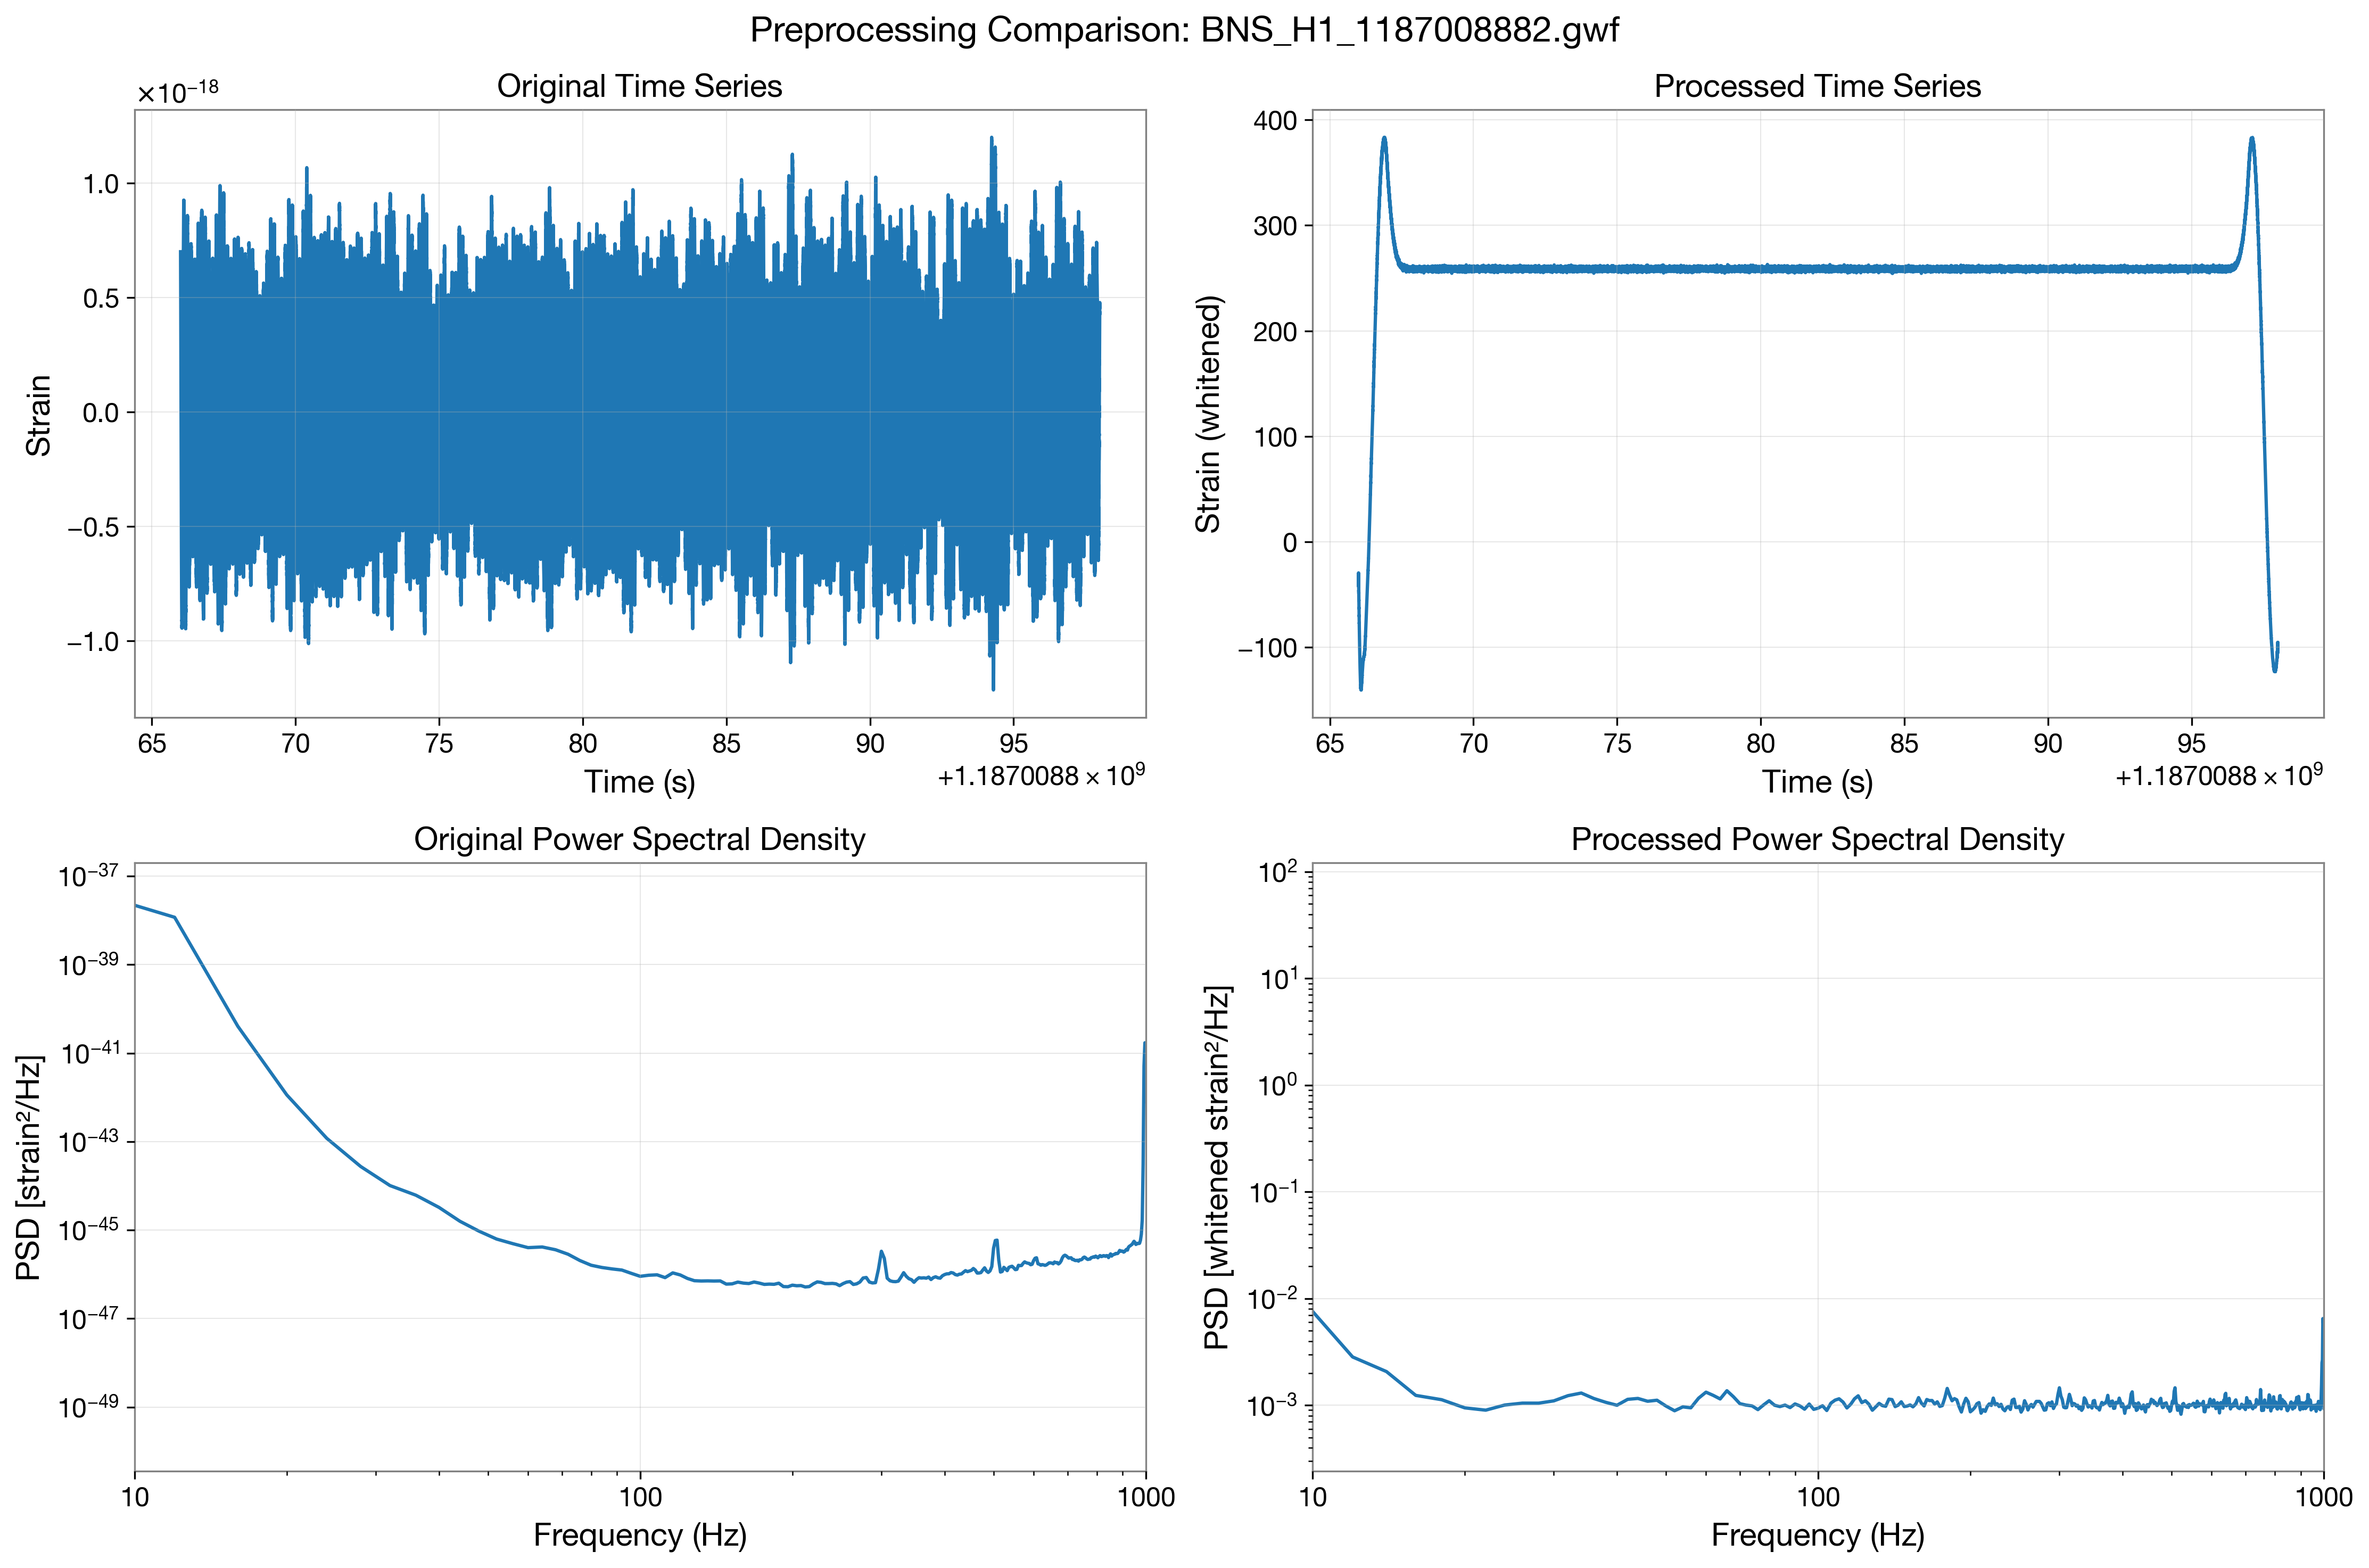 Preprocessing Comparison: BNS_H1_1187008882.gwf
Original Time Series
×10⁻¹⁸
Strain
1.0
0.5
0.0
−0.5
−1.0
65 70 75 80 85 90 95
Time (s)
+1.1870088 × 10⁹
Processed Time Series
Strain (whitened)
400
300
200
100
0
−100
65 70 75 80 85 90 95
Time (s)
+1.1870088 × 10⁹
Original Power Spectral Density
PSD [strain²/Hz]
10⁻³⁷
10⁻³⁹
10⁻⁴¹
10⁻⁴³
10⁻⁴⁵
10⁻⁴⁷
10⁻⁴⁹
10 100 1000
Frequency (Hz)
Processed Power Spectral Density
PSD [whitened strain²/Hz]
10²
10¹
10⁰
10⁻¹
10⁻²
10⁻³
10 100 1000
Frequency (Hz)